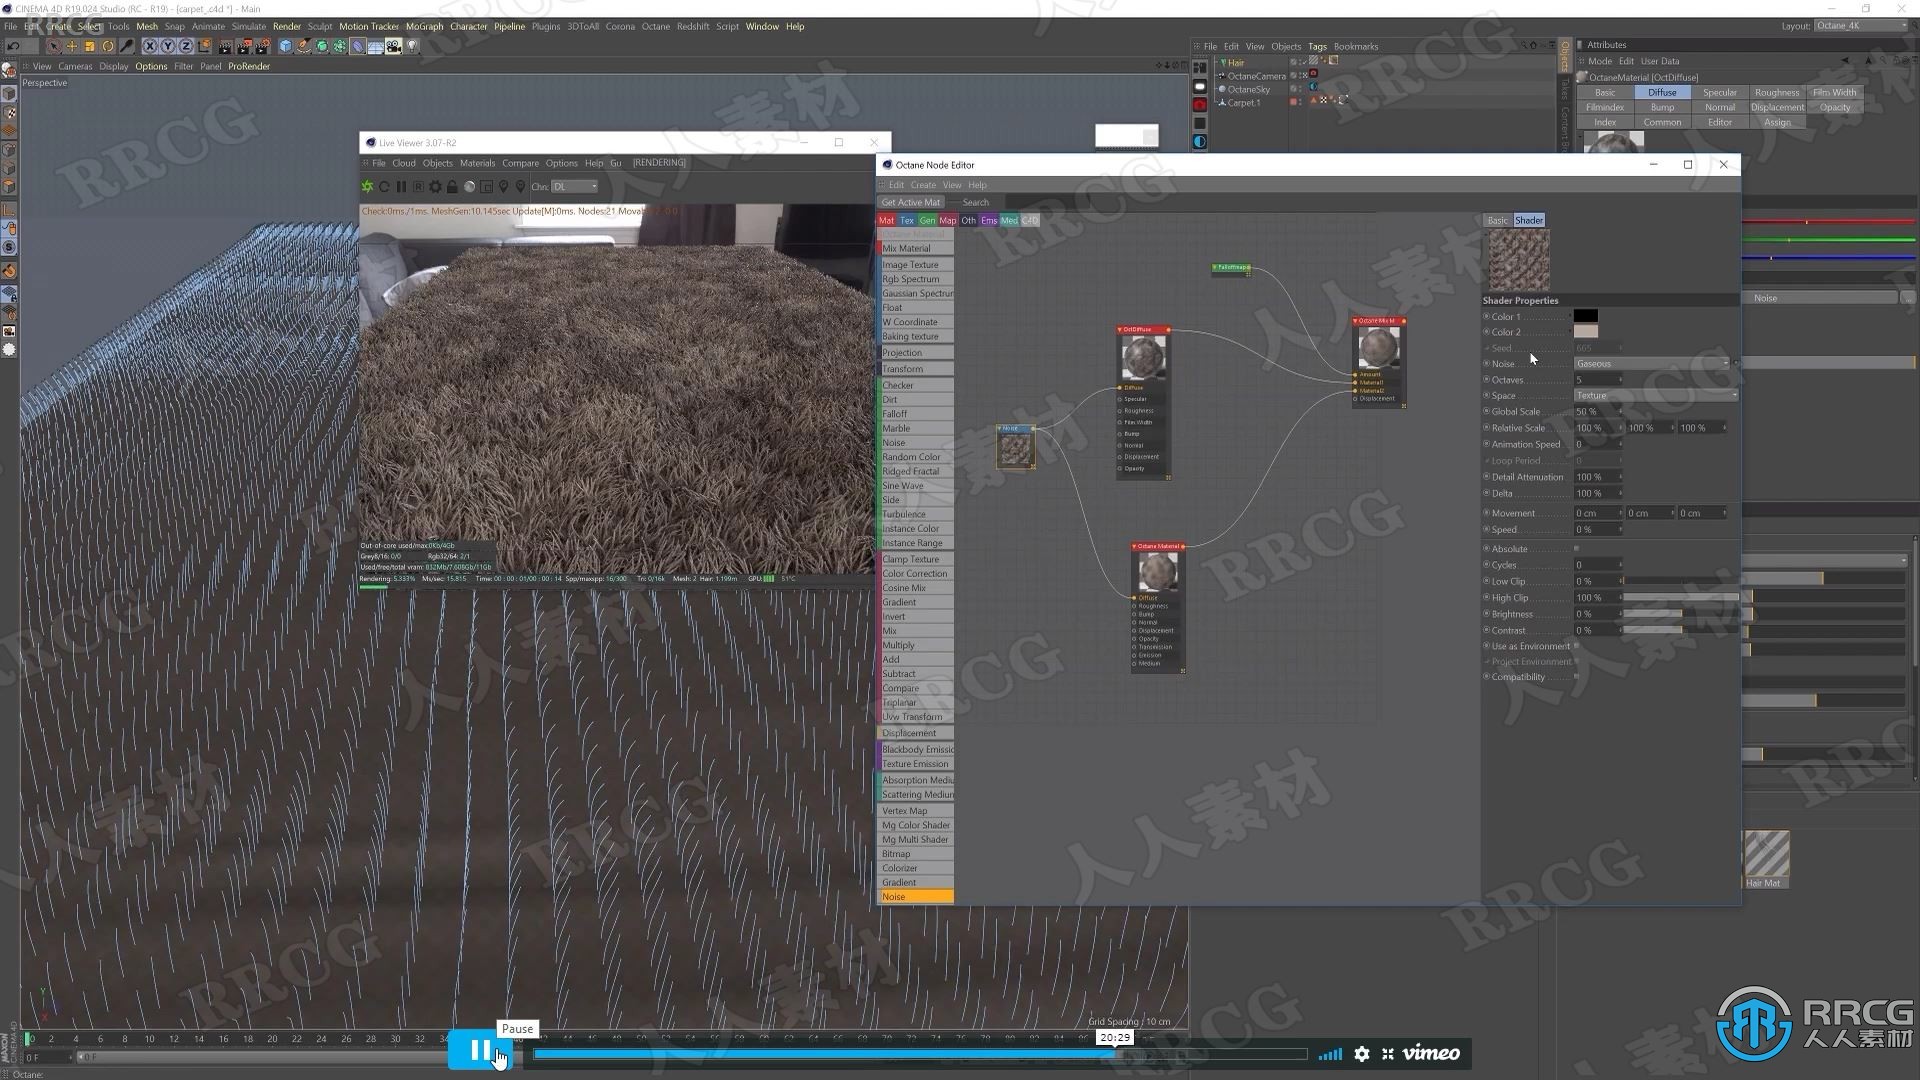 CINEMA 4D R19.024 Studio (RC - R19) - [carpet_c4d *] - Main
File Edit Create Select Tools Mesh Snap Animate Simulate Render Sculpt Motion Tracker MoGraph Character Pipeline Plugins 3DToAll Corona Octane Redshift Script Window Help
Layout: Octane_4K
View Cameras Display Options Filter Panel ProRender
Perspective
File Edit View Objects Tags Bookmarks
Hair
OctaneCamera
OctaneSky
Carpet.1
Attributes
Mode Edit User Data
OctaneMaterial [OctDiffuse]
Basic Diffuse Specular Roughness Film Width
Filmindex Bump Normal Displacement Opacity
Index Common Editor Assign
Noise
Hair Mat
Live Viewer 3.07-R2
File Cloud Objects Materials Compare Options Help Gu [RENDERING]
Chn: DL
Check:0ms./1ms. MeshGen:10.145sec Update[M]:0ms. Nodes:21
Out-of-core used/max:0Kb/4Gb
Grey8/16: 0/0 Rgb32/64: 2/1
Used/free/total vram: 832Mb/7.608Gb/11Gb
Rendering: 5.333% Ms/sec: 15.815 Time: 00 : 00 : 01/00 : 00 : 14 Spp/maxspp: 16/300 Tri: 0/16k Mesh: 2 Hair: 1.199m GPU: 51°C
Octane Node Editor
Edit Create View Help
Get Active Mat Search
Mat Tex Gen Map Oth Ems Med C4D
Octane Material
Mix Material
Image Texture
Rgb Spectrum
Gaussian Spectrun
Float
W Coordinate
Baking texture
Projection
Transform
Checker
Dirt
Falloff
Marble
Noise
Random Color
Ridged Fractal
Sine Wave
Side
Turbulence
Instance Color
Instance Range
Clamp Texture
Color Correction
Cosine Mix
Gradient
Invert
Mix
Multiply
Add
Subtract
Compare
Triplanar
Uvw Transform
Displacement
Blackbody Emissio
Texture Emission
Absorption Mediu
Scattering Medium
Vertex Map
Mg Color Shader
Mg Multi Shader
Bitmap
Colorizer
Gradient
Noise
Falloffmap
OctDiffuse
Diffuse
Specular
Roughness
Film Width
Bump
Normal
Displacement
Opacity
Octane Mix M
Amount
Material1
Material2
Displacement
Noise
Octane Material
Diffuse
Roughness
Bump
Normal
Displacement
Opacity
Transmission
Emission
Medium
Basic Shader
Shader Properties
Color 1
Color 2
Seed 665
Noise Gaseous
Octaves 5
Space Texture
Global Scale 50 %
Relative Scale 100 % 100 % 100 %
Animation Speed 0
Loop Period 0
Detail Attenuation 100 %
Delta 100 %
Movement 0 cm 0 cm 0 cm
Speed 0 %
Absolute
Cycles 0
Low Clip 0 %
High Clip 100 %
Brightness 0 %
Contrast 0 %
Use as Environment
Project Environment
Compatibility
Grid Spacing : 10 cm
0 2 4 6 8 10 12 14 16 18 20 22 24 26 28 30 32
0 F 0 F
Octane:
Pause
20:29
vimeo
RRCG
人人素材